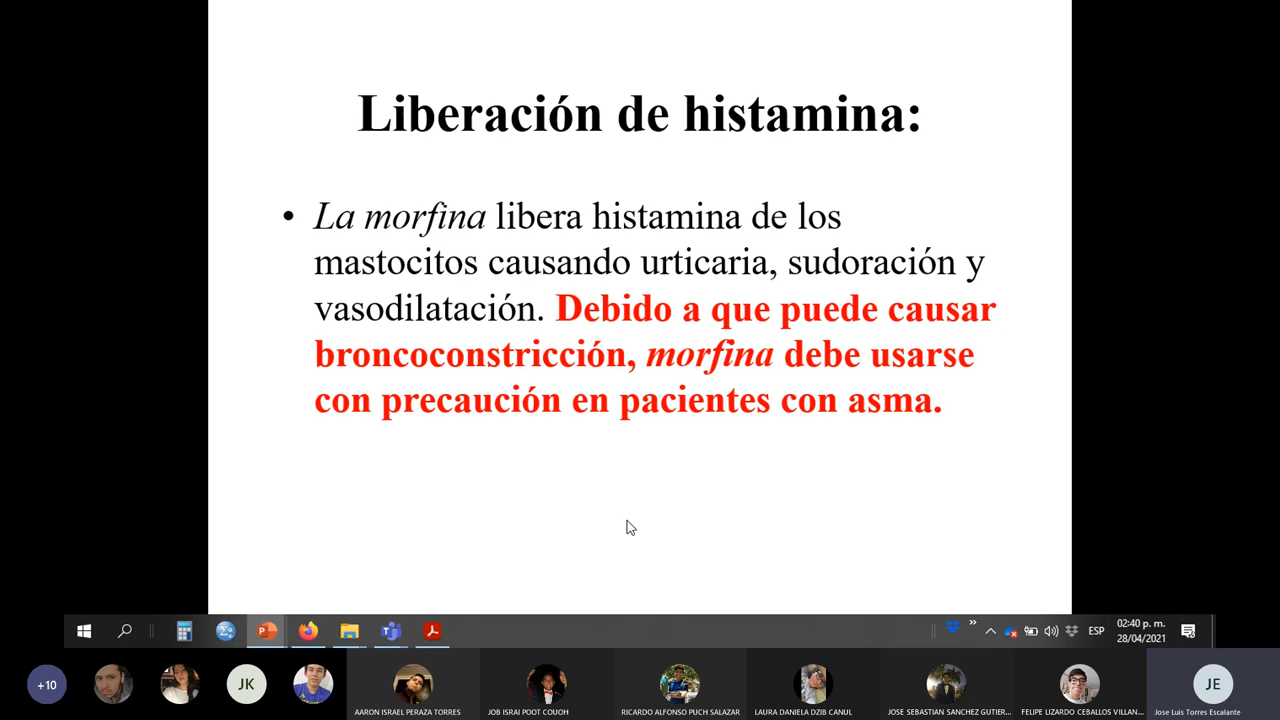 Liberación de histamina:
• La morfina libera histamina de los
mastocitos causando urticaria, sudoración y
vasodilatación. Debido a que puede causar
broncoconstricción, morfina debe usarse
con precaución en pacientes con asma.
ESP
02:40 p. m.
28/04/2021
+10
JK
JE
AARON ISRAEL PERAZA TORRES
JOB ISRAI POOT COUOH
RICARDO ALFONSO PUCH SALAZAR
LAURA DANIELA DZIB CANUL
JOSE SEBASTIAN SANCHEZ GUTIER...
FELIPE LIZARDO CEBALLOS VILLAN...
Jose Luis Torres Escalante